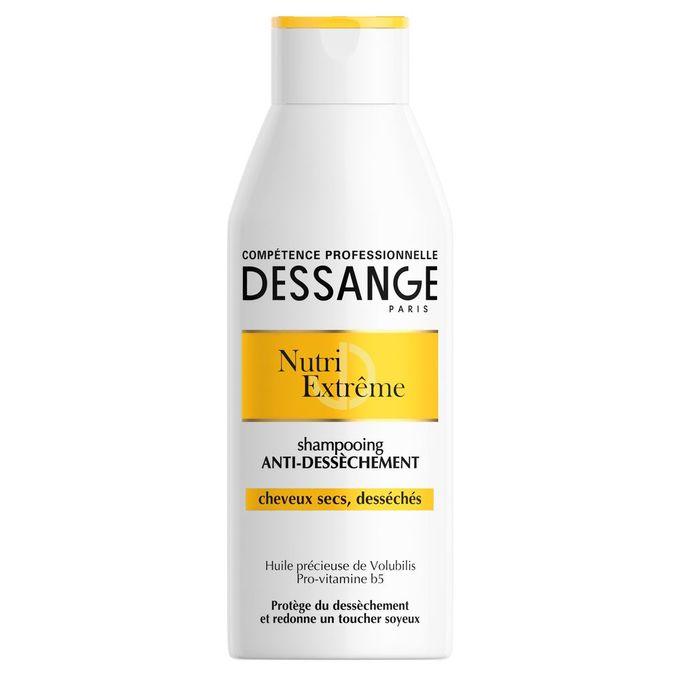 COMPÉTENCE PROFESSIONNELLE
DESSANGE
PARIS
Nutri
Extrême
shampooing
ANTI-DESSÈCHEMENT
cheveux secs, desséchés
Huile précieuse de Volubilis
Pro-vitamine b5
Protège du dessèchement
et redonne un toucher soyeux